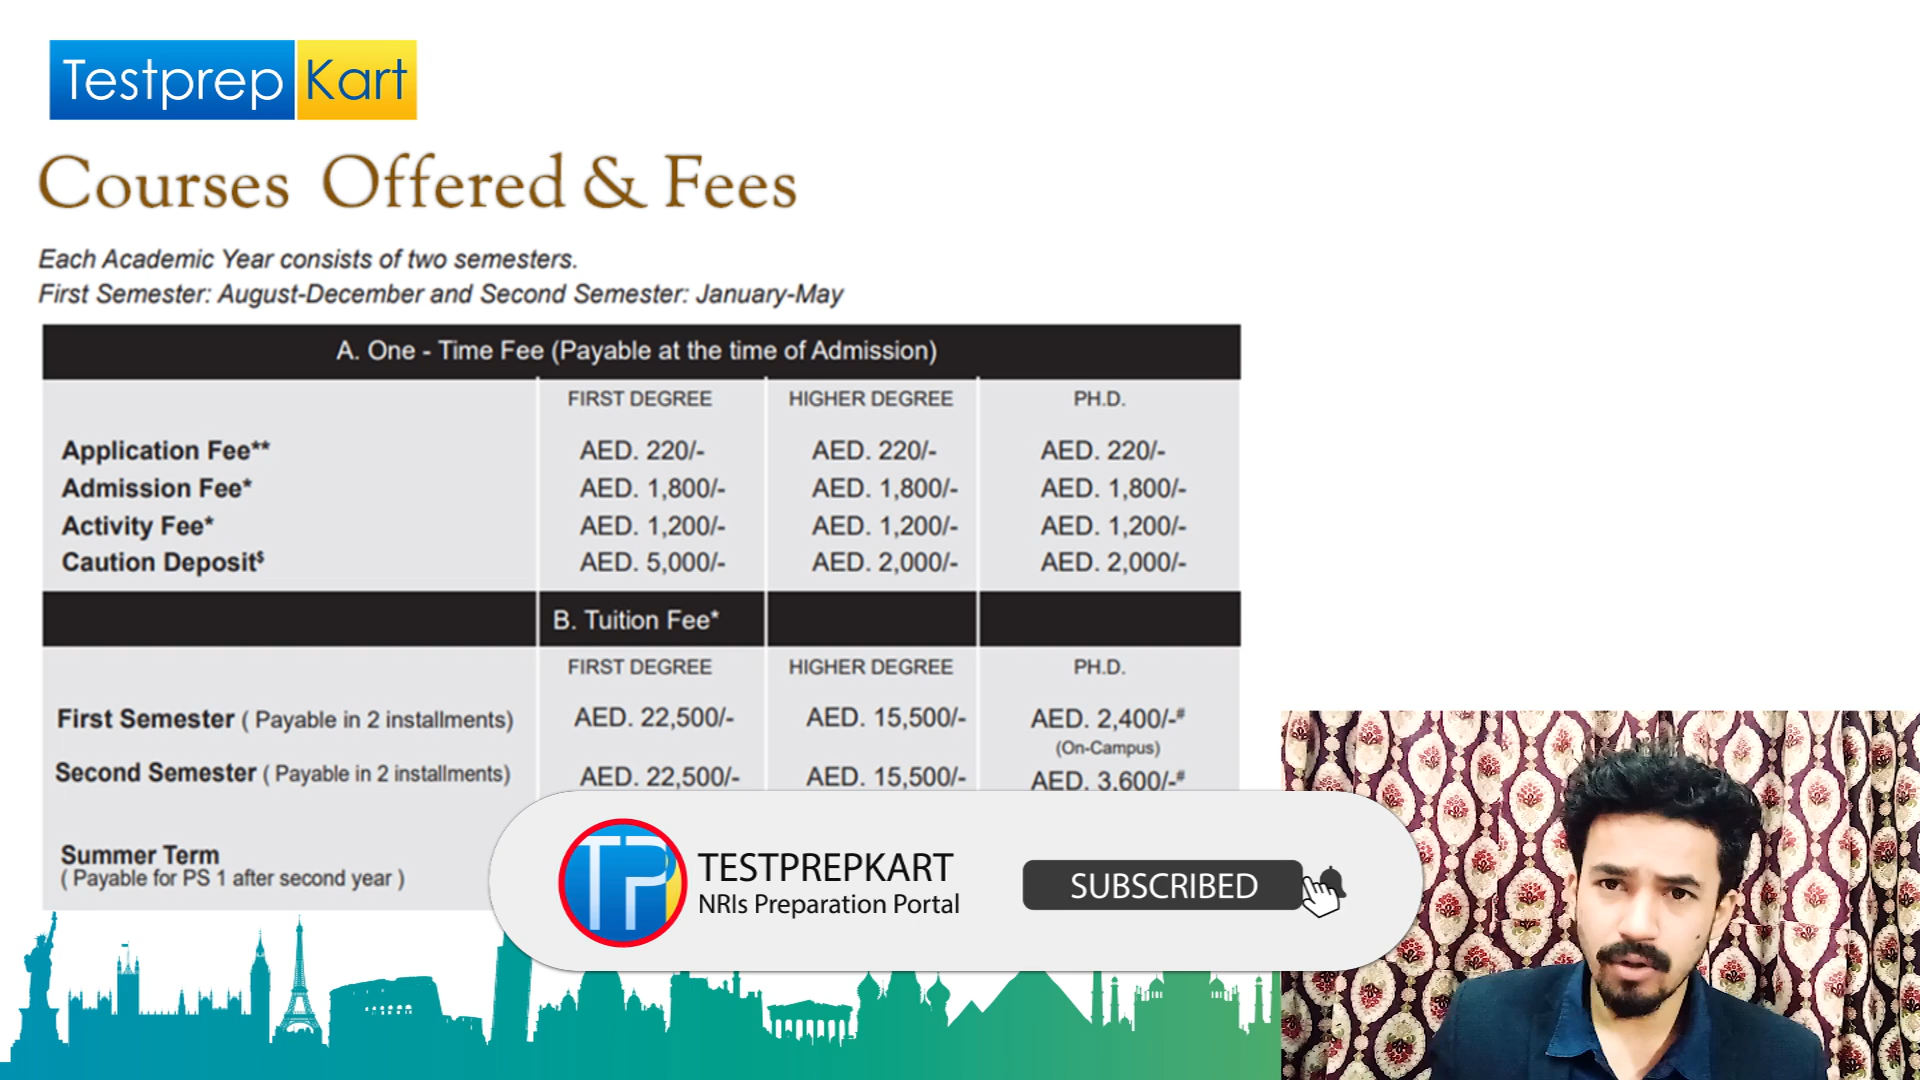 Testprep Kart
Courses Offered & Fees
Each Academic Year consists of two semesters.
First Semester: August-December and Second Semester: January-May
A. One - Time Fee (Payable at the time of Admission)
FIRST DEGREE HIGHER DEGREE PH.D.
Application Fee** AED. 220/- AED. 220/- AED. 220/-
Admission Fee* AED. 1,800/- AED. 1,800/- AED. 1,800/-
Activity Fee* AED. 1,200/- AED. 1,200/- AED. 1,200/-
Caution Deposit$ AED. 5,000/- AED. 2,000/- AED. 2,000/-
B. Tuition Fee*
FIRST DEGREE HIGHER DEGREE PH.D.
First Semester ( Payable in 2 installments) AED. 22,500/- AED. 15,500/- AED. 2,400/-#
(On-Campus)
Second Semester ( Payable in 2 installments) AED. 22,500/- AED. 15,500/- AED. 3,600/-#
Summer Term
( Payable for PS 1 after second year )
TP
TESTPREPKART
NRIs Preparation Portal
SUBSCRIBED